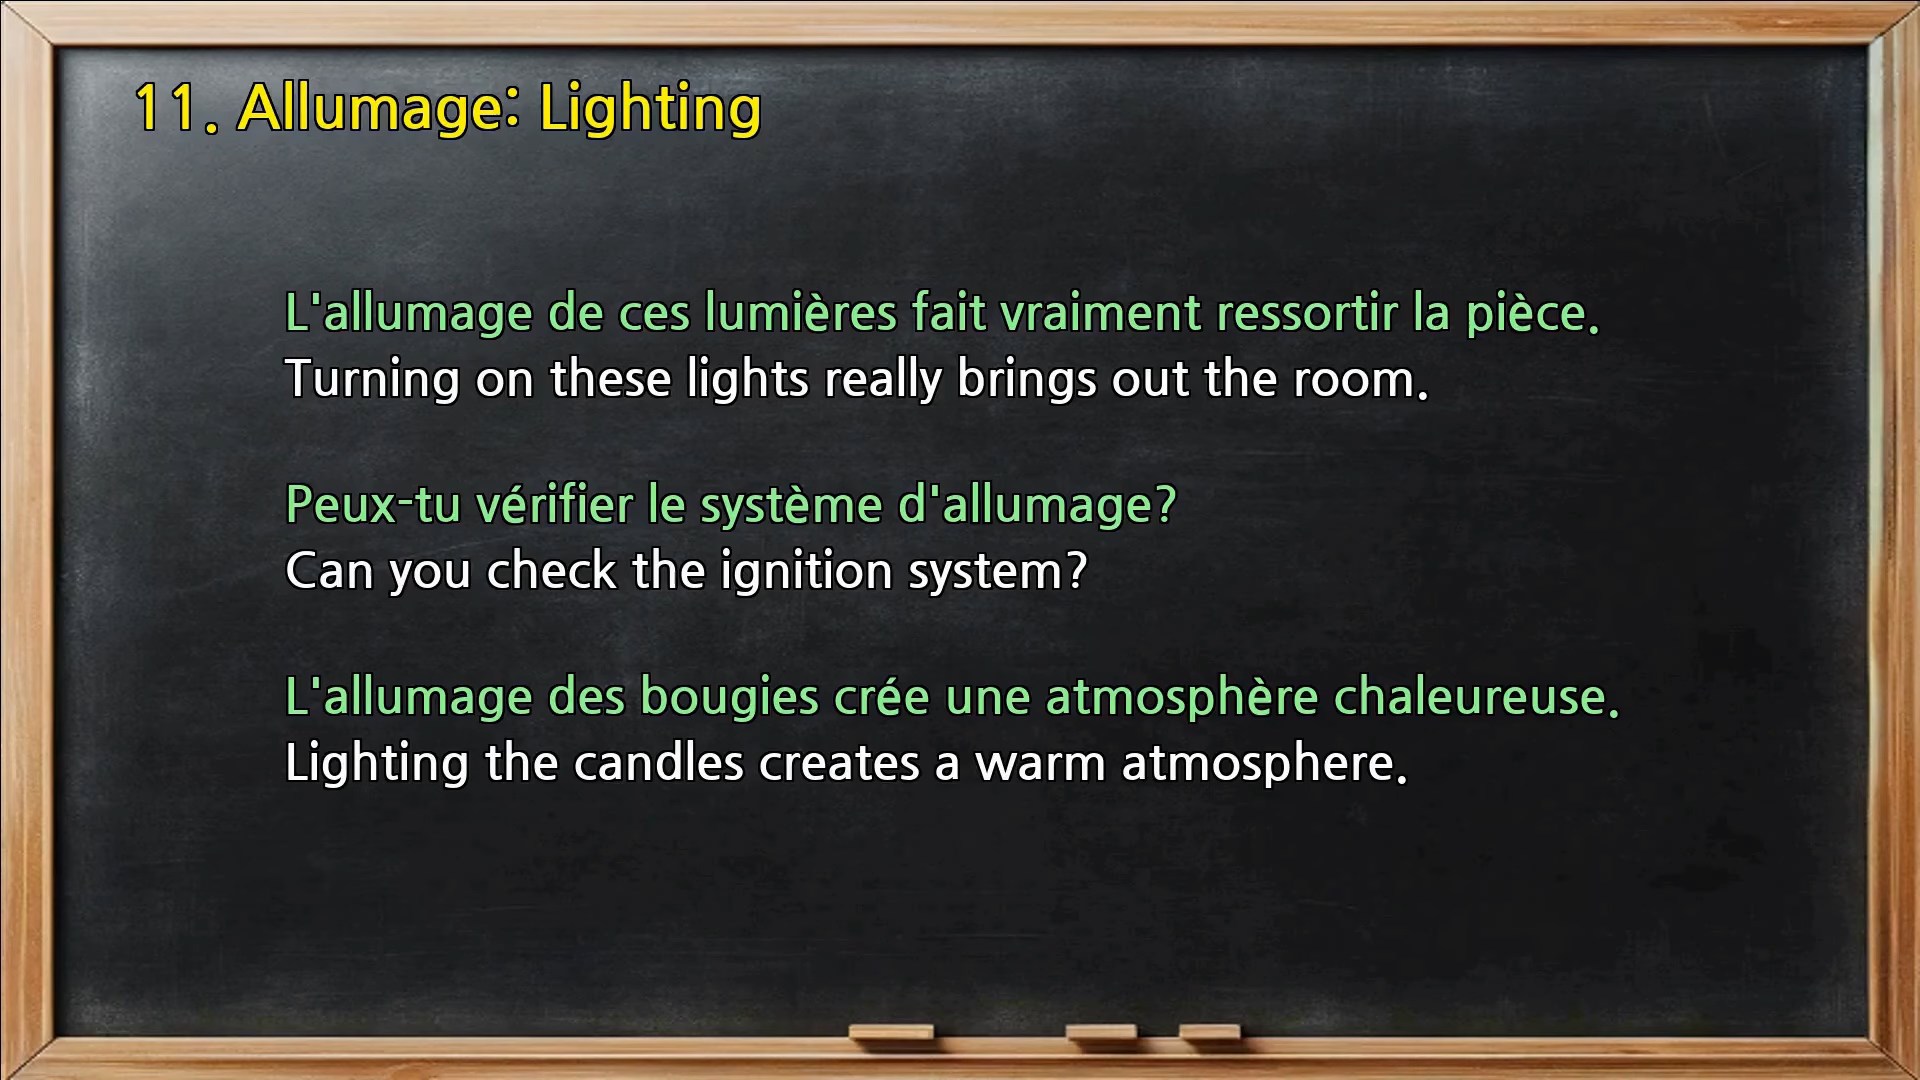 11. Allumage: Lighting
L'allumage de ces lumières fait vraiment ressortir la pièce.
Turning on these lights really brings out the room.
Peux-tu vérifier le système d'allumage?
Can you check the ignition system?
L'allumage des bougies crée une atmosphère chaleureuse.
Lighting the candles creates a warm atmosphere.